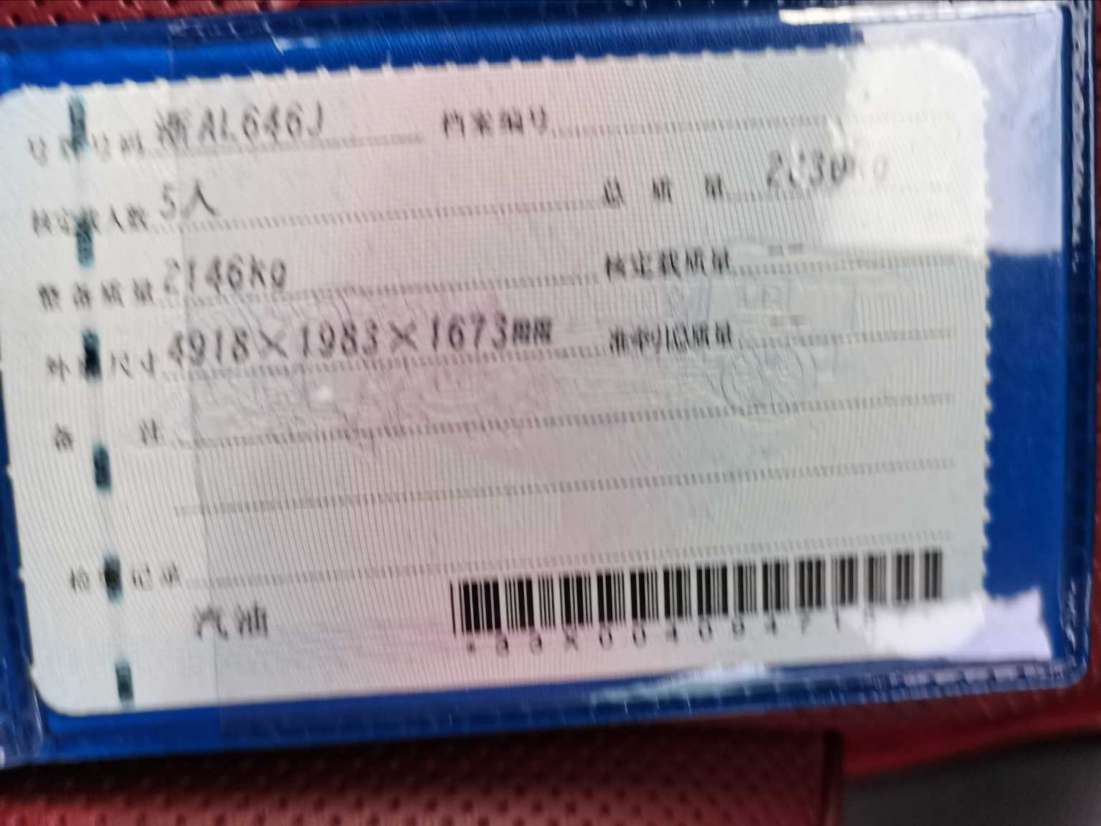 号牌号码 浙AL646J 档案编号
核定载人数 5人 总质量
整备质量 2146kg 核定载质量 --
外廓尺寸 4918×1983×1673mm 准牵引总质量 --
备注
检验记录
汽油